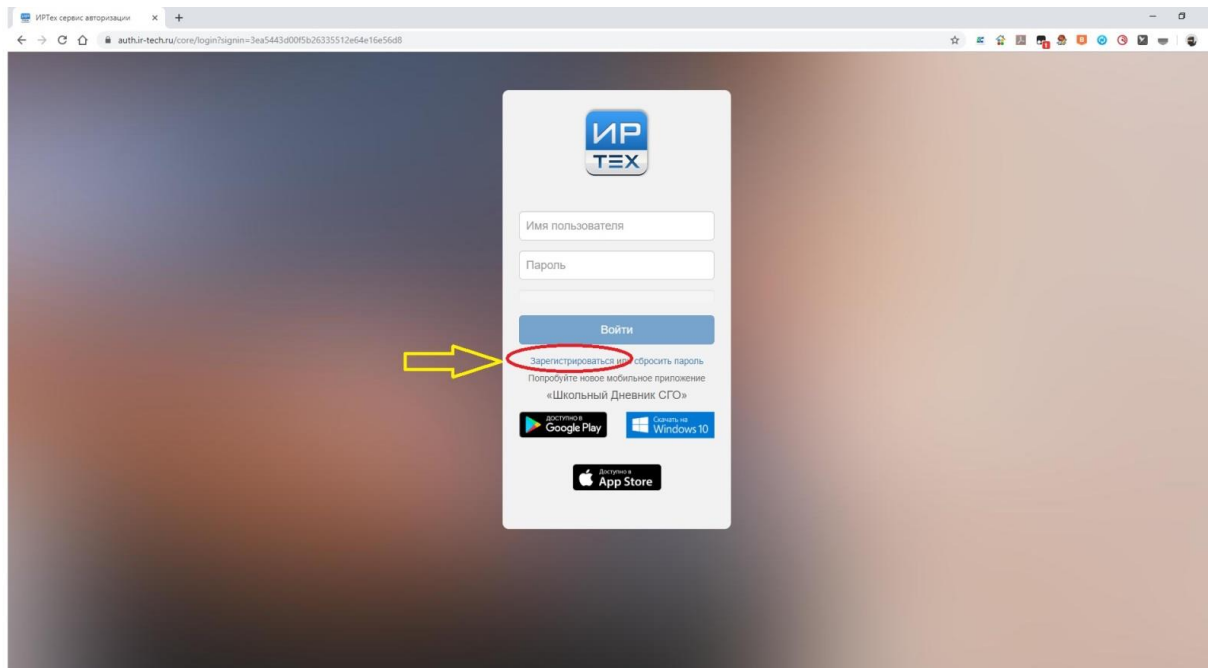 ИРТех сервис авторизации
auth.ir-tech.ru/core/login?signin=3ea5443d00f5b26335512e64e16e56d8
ИР
ТЕХ
Имя пользователя
Пароль
Войти
Зарегистрироваться или сбросить пароль
Попробуйте новое мобильное приложение
«Школьный Дневник СГО»
ДОСТУПНО В
Google Play
Скачать на
Windows 10
Доступно в
App Store